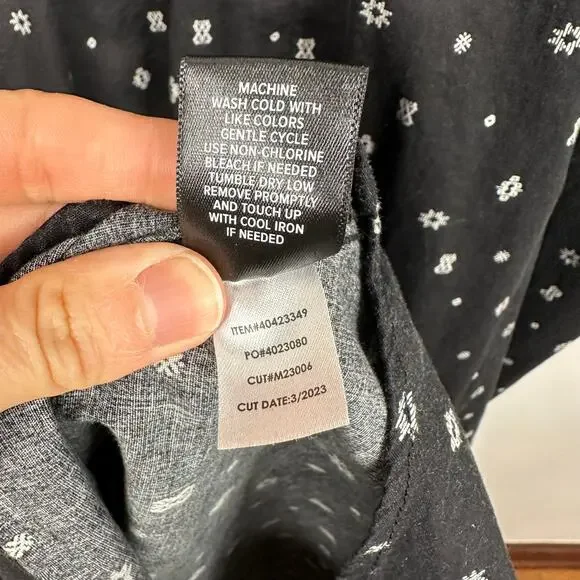 MACHINE
WASH COLD WITH
LIKE COLORS
GENTLE CYCLE
USE NON-CHLORINE
BLEACH IF NEEDED
TUMBLE DRY LOW
REMOVE PROMPTLY
AND TOUCH UP
WITH COOL IRON
IF NEEDED
ITEM#40423349
PO#4023080
CUT#M23006
CUT DATE:3/2023